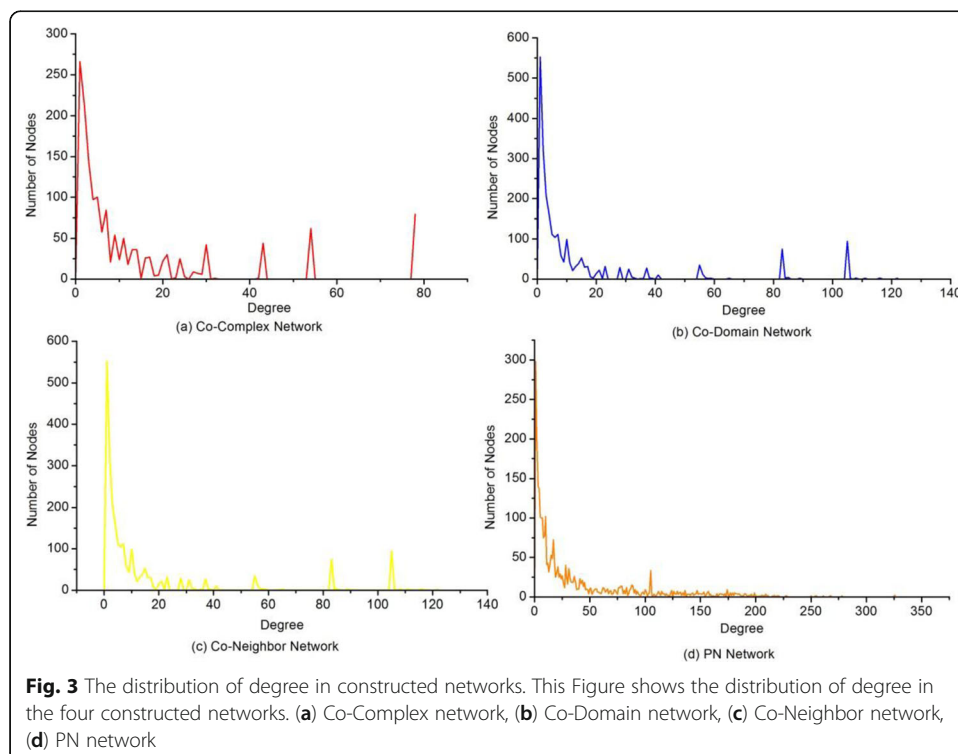 300
250
200
150
100
50
0
Number of Nodes
0 20 40 60 80
Degree
(a) Co-Complex Network
600
500
400
300
200
100
0
Number of Nodes
0 20 40 60 80 100 120 140
Degree
(b) Co-Domain Network
600
500
400
300
200
100
0
Number of Nodes
0 20 40 60 80 100 120 140
Degree
(c) Co-Neighbor Network
300
250
200
150
100
50
0
Number of Nodes
0 50 100 150 200 250 300 350
Degree
(d) PN Network
Fig. 3 The distribution of degree in constructed networks. This Figure shows the distribution of degree in
the four constructed networks. (a) Co-Complex network, (b) Co-Domain network, (c) Co-Neighbor network,
(d) PN network